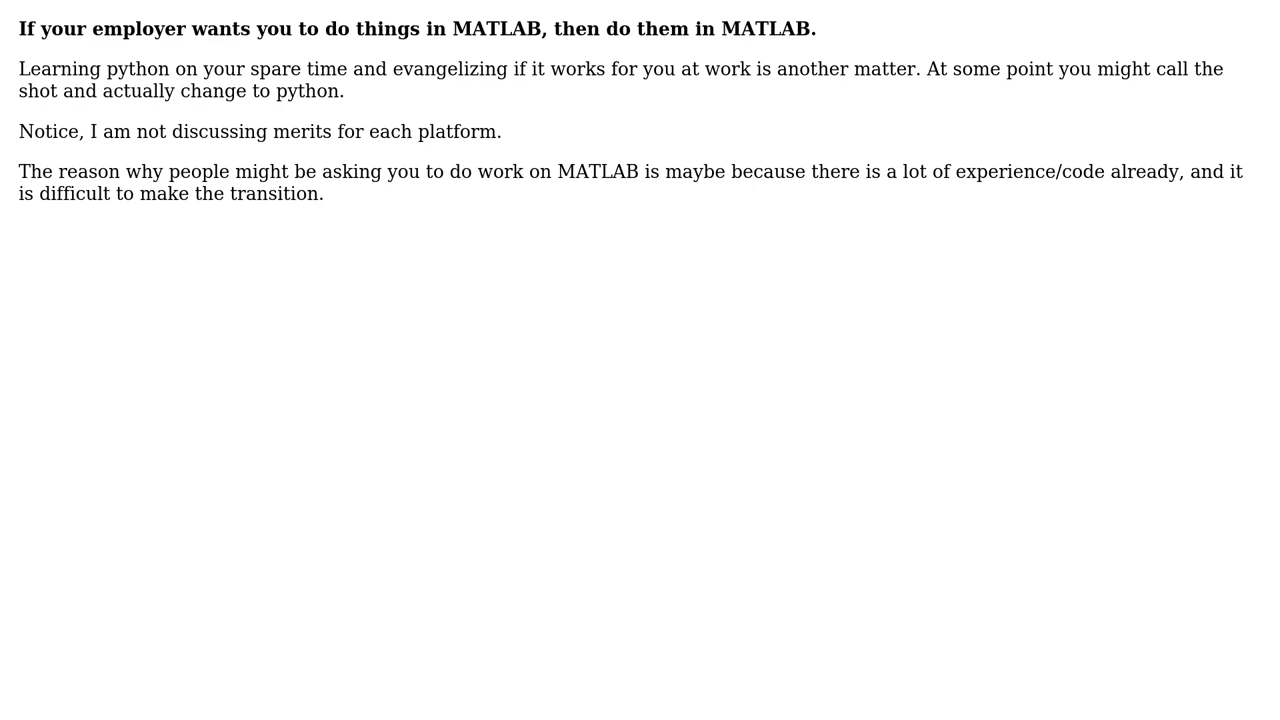 If your employer wants you to do things in MATLAB, then do them in MATLAB.
Learning python on your spare time and evangelizing if it works for you at work is another matter. At some point you might call the
shot and actually change to python.
Notice, I am not discussing merits for each platform.
The reason why people might be asking you to do work on MATLAB is maybe because there is a lot of experience/code already, and it
is difficult to make the transition.